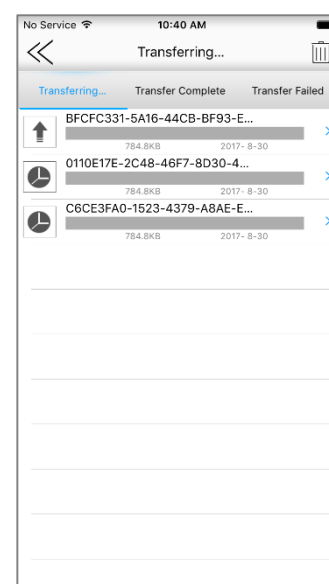 No Service 10:40 AM
Transferring...
Transferring... Transfer Complete Transfer Failed
BFCFC331-5A16-44CB-BF93-E...
784.8KB 2017- 8-30
0110E17E-2C48-46F7-8D30-4...
784.8KB 2017- 8-30
C6CE3FA0-1523-4379-A8AE-E...
784.8KB 2017- 8-30